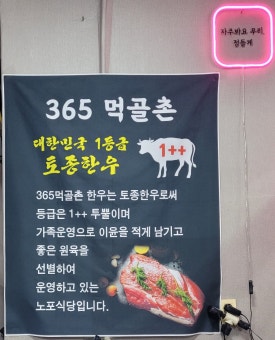 365 먹골촌
대한민국 1등급
토종한우
1++
365먹골촌 한우는 토종한우로써
등급은 1++ 투뿔이며
가족운영으로 이윤을 적게 남기고
좋은 원육을
선별하여
운영하고 있는
노포식당입니다.
자주봐요 우리,
정들게